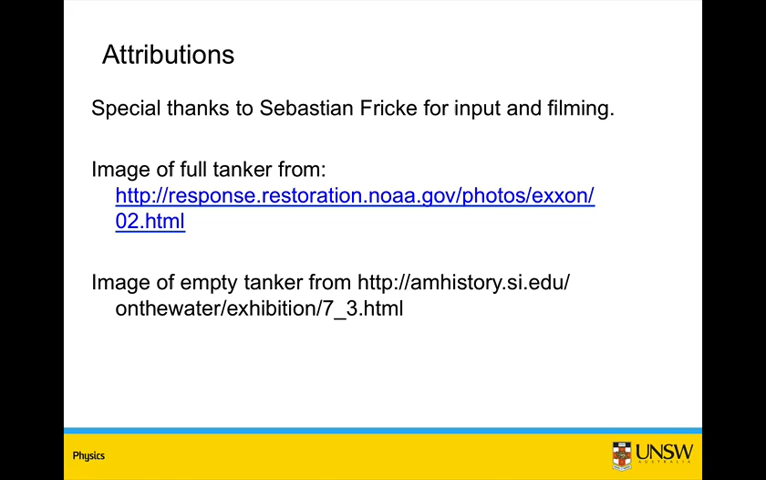 Attributions
Special thanks to Sebastian Fricke for input and filming.
Image of full tanker from:
http://response.restoration.noaa.gov/photos/exxon/
02.html
Image of empty tanker from http://amhistory.si.edu/
onthewater/exhibition/7_3.html
Physics
UNSW
AUSTRALIA